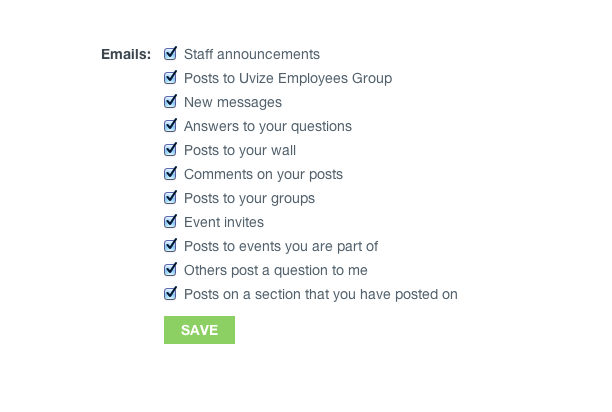 Emails: Staff announcements
Posts to Uvize Employees Group
New messages
Answers to your questions
Posts to your wall
Comments on your posts
Posts to your groups
Event invites
Posts to events you are part of
Others post a question to me
Posts on a section that you have posted on
SAVE